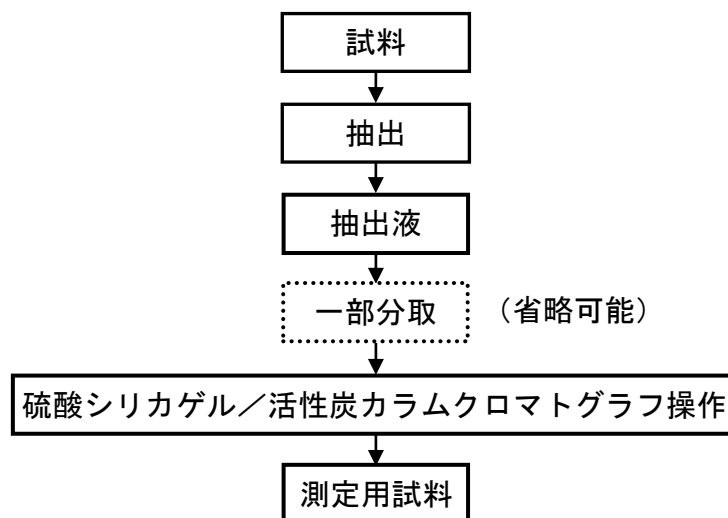 試料
抽出
抽出液
一部分取 （省略可能）
硫酸シリカゲル／活性炭カラムクロマトグラフ操作
測定用試料